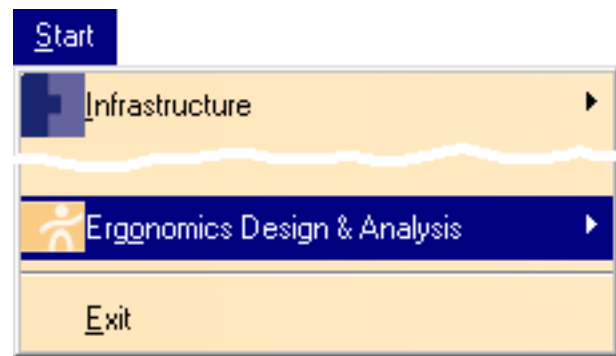 Start
Infrastructure
Ergonomics Design & Analysis
Exit